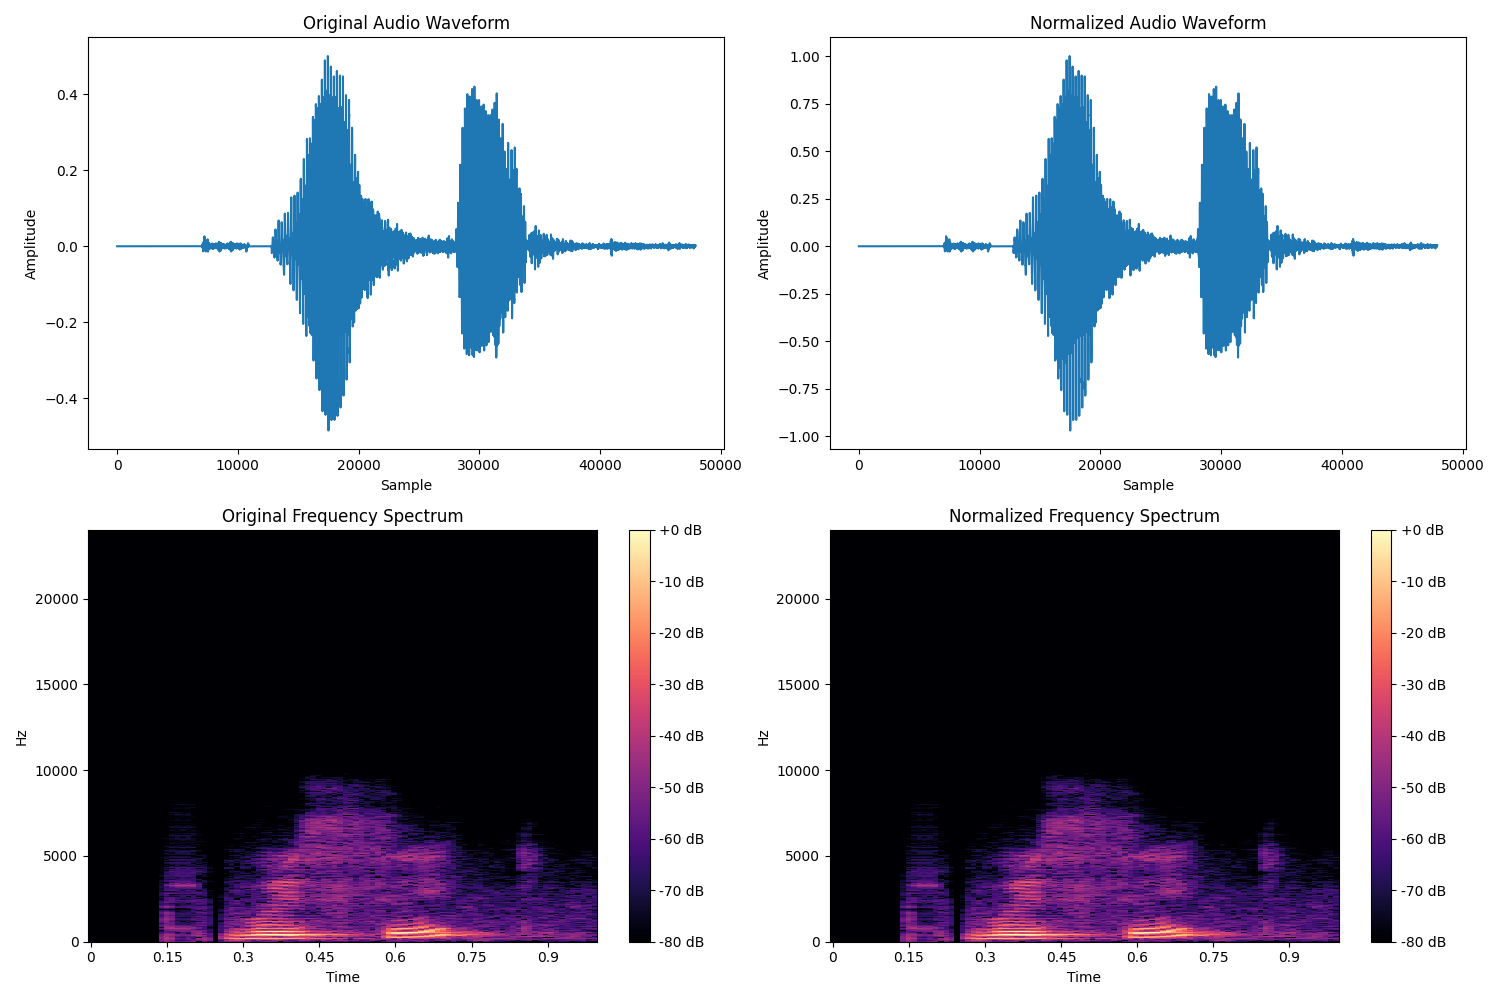 Original Audio Waveform
Amplitude
0.4
0.2
0.0
−0.2
−0.4
0 10000 20000 30000 40000 50000
Sample
Normalized Audio Waveform
Amplitude
1.00
0.75
0.50
0.25
0.00
−0.25
−0.50
−0.75
−1.00
0 10000 20000 30000 40000 50000
Sample
Original Frequency Spectrum
Hz
20000
15000
10000
5000
0
0 0.15 0.3 0.45 0.6 0.75 0.9
Time
+0 dB
-10 dB
-20 dB
-30 dB
-40 dB
-50 dB
-60 dB
-70 dB
-80 dB
Normalized Frequency Spectrum
Hz
20000
15000
10000
5000
0
0 0.15 0.3 0.45 0.6 0.75 0.9
Time
+0 dB
-10 dB
-20 dB
-30 dB
-40 dB
-50 dB
-60 dB
-70 dB
-80 dB